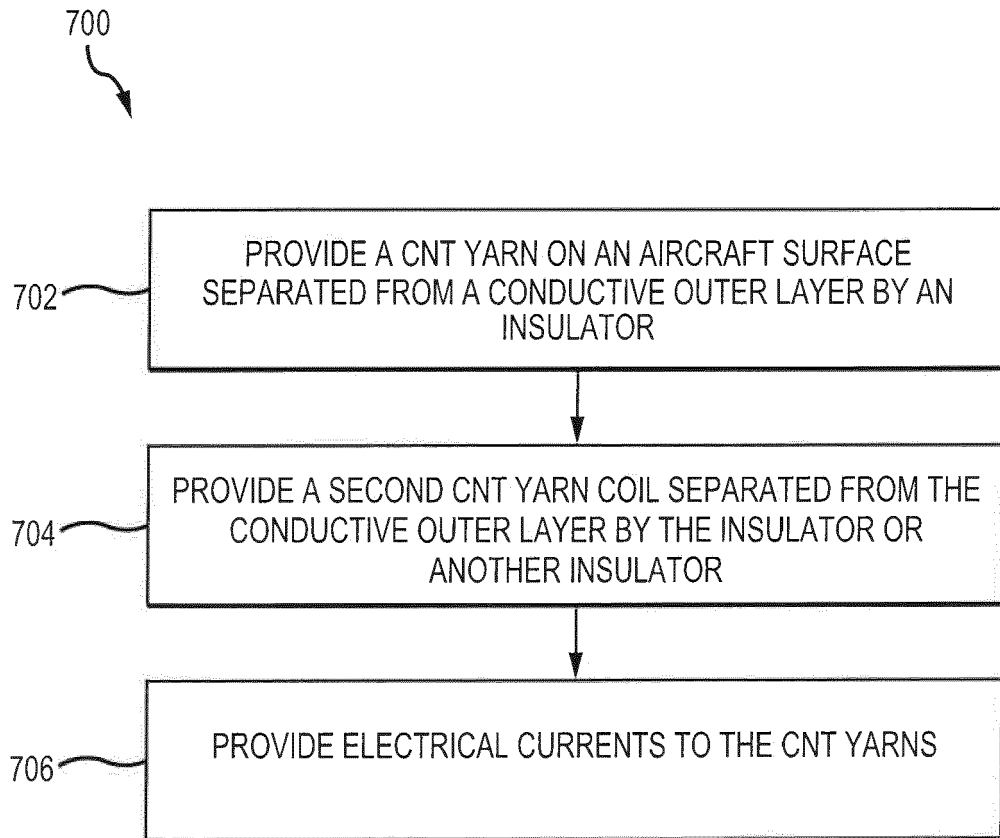 700
702
PROVIDE A CNT YARN ON AN AIRCRAFT SURFACE
SEPARATED FROM A CONDUCTIVE OUTER LAYER BY AN
INSULATOR
704
PROVIDE A SECOND CNT YARN COIL SEPARATED FROM THE
CONDUCTIVE OUTER LAYER BY THE INSULATOR OR
ANOTHER INSULATOR
706
PROVIDE ELECTRICAL CURRENTS TO THE CNT YARNS